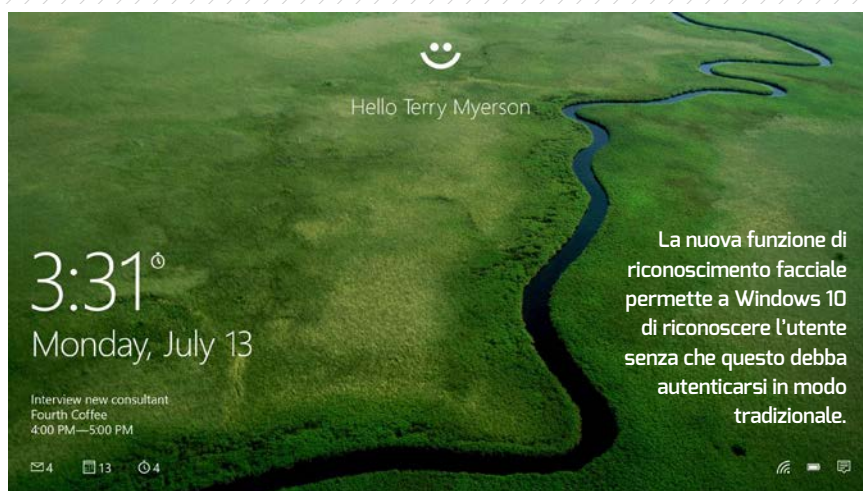 Hello Terry Myerson
3:31
Monday, July 13
Interview new consultant
Fourth Coffee
4:00 PM—5:00 PM
4 13 4
La nuova funzione di
riconoscimento facciale
permette a Windows 10
di riconoscere l'utente
senza che questo debba
autenticarsi in modo
tradizionale.